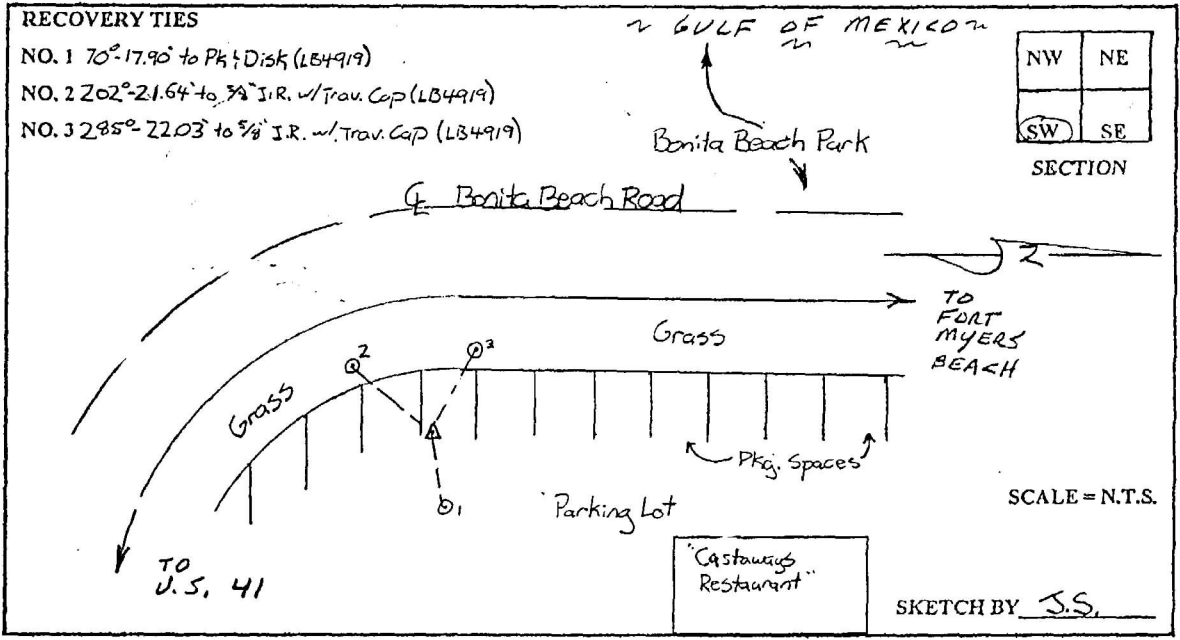 RECOVERY TIES
NO. 1 70°-17.90' to Pk & Disk (LB4919)
NO. 2 202°-21.64' to 5/8" I.R. w/Trav. Cap (LB4919)
NO. 3 285°-22.03' to 5/8" I.R. w/Trav. Cap (LB4919)
~ GULF OF MEXICO ~
NW NE
SW SE
SECTION
Bonita Beach Park
℄ Bonita Beach Road
Z
TO
FORT
MYERS
BEACH
Grass
2
3
Grass
1
Pkg. Spaces
Parking Lot
SCALE = N.T.S.
"Castaways
Restaurant"
TO
U.S. 41
SKETCH BY J.S.